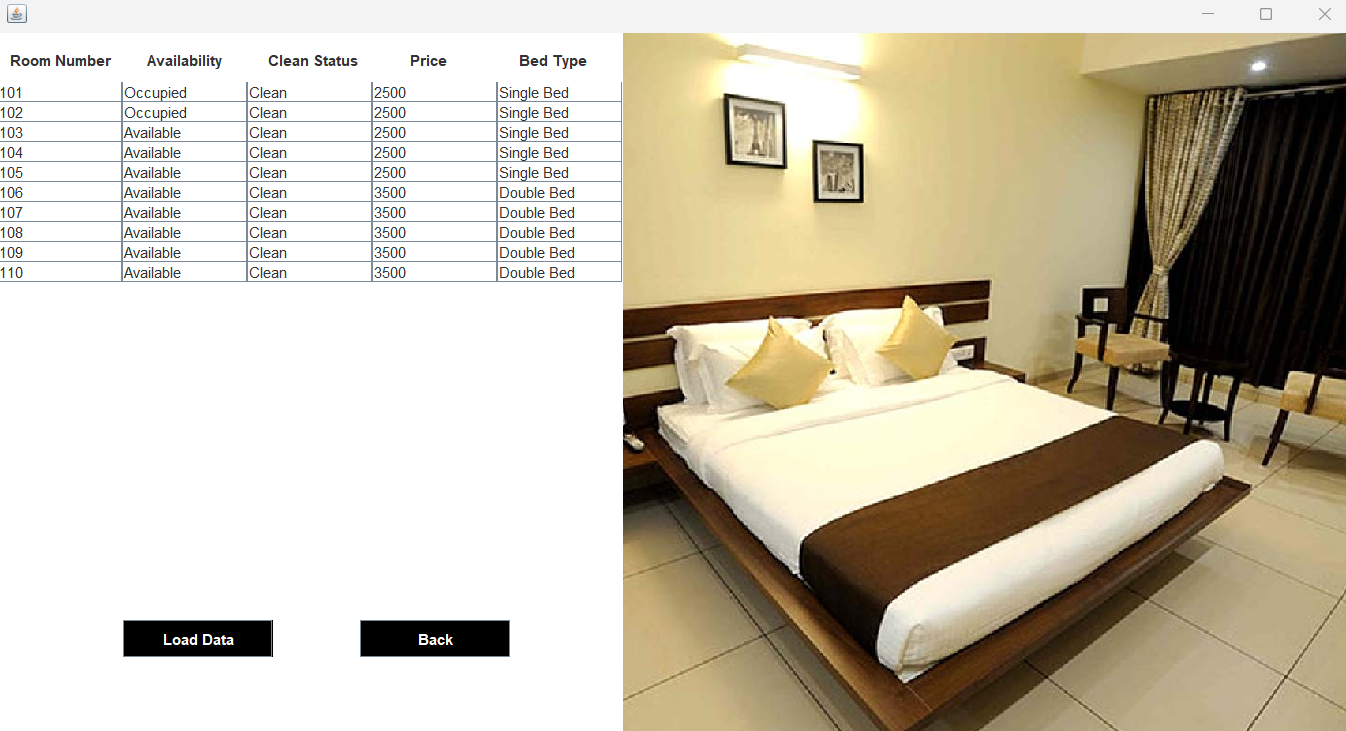 Room Number Availability Clean Status Price Bed Type
101 Occupied Clean 2500 Single Bed
102 Occupied Clean 2500 Single Bed
103 Available Clean 2500 Single Bed
104 Available Clean 2500 Single Bed
105 Available Clean 2500 Single Bed
106 Available Clean 3500 Double Bed
107 Available Clean 3500 Double Bed
108 Available Clean 3500 Double Bed
109 Available Clean 3500 Double Bed
110 Available Clean 3500 Double Bed
Load Data Back